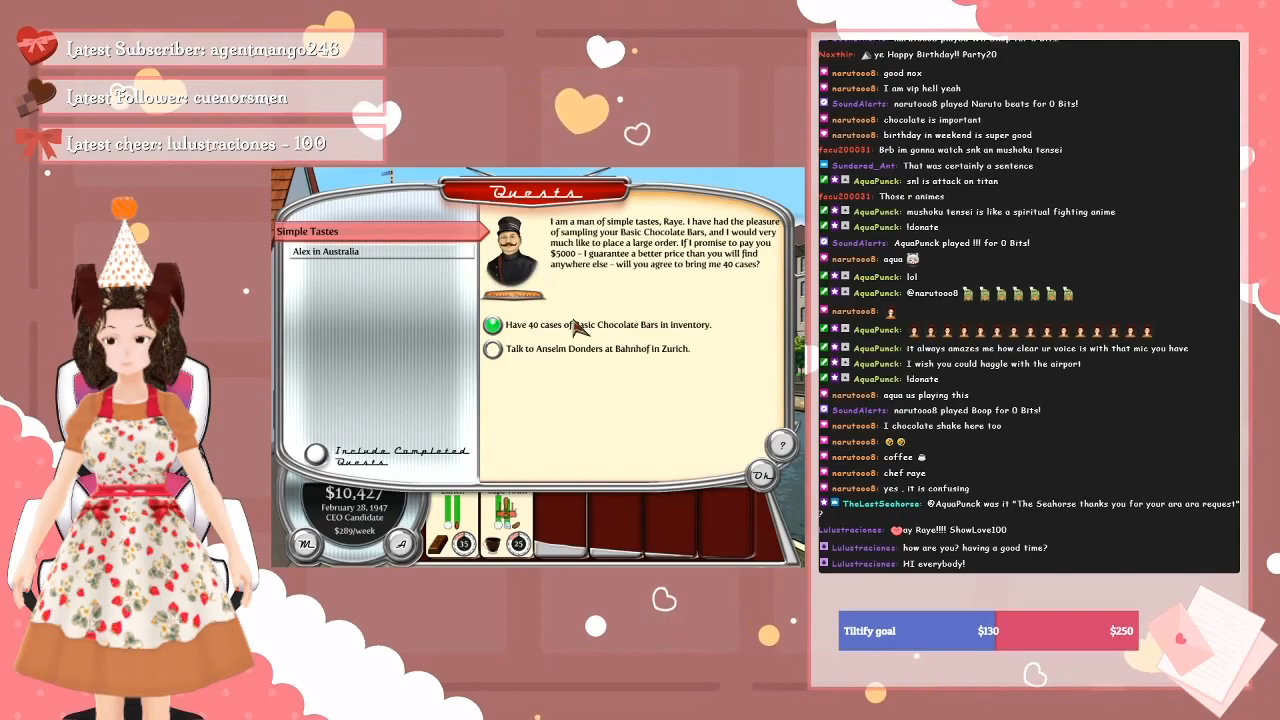 Latest Subscriber: agentmango246
Latest Follower: cuenorsmen
Latest cheer: lulustraciones - 100
Quests
Simple Tastes
Alex in Australia
Include Completed
Quests
I am a man of simple tastes, Raye. I have had the pleasure
of sampling your Basic Chocolate Bars, and I would very
much like to place a large order. If I promise to pay you
$5000 - I guarantee a better price than you will find
anywhere else - will you agree to bring me 40 cases?
Have 40 cases of Basic Chocolate Bars in inventory.
Talk to Anselm Donders at Bahnhof in Zurich.
?
Ok
$10,427
February 28, 1947
CEO Candidate
$289/week
M
A
35
25
Noxthir: ye Happy Birthday!! Party20
narutooo8: good nox
narutooo8: I am vip hell yeah
SoundAlerts: narutooo8 played Naruto beats for 0 Bits!
narutooo8: chocolate is important
narutooo8: birthday in weekend is super good
facu200031: Brb im gonna watch snk an mushoku tensei
Sundered_Ant: That was certainly a sentence
AquaPunck: snl is attack on titan
facu200031: Those r animes
AquaPunck: mushoku tensei is like a spiritual fighting anime
AquaPunck: !donate
SoundAlerts: AquaPunck played !!! for 0 Bits!
narutooo8: aqua
AquaPunck: lol
AquaPunck: @narutooo8
narutooo8:
AquaPunck:
AquaPunck: it always amazes me how clear ur voice is with that mic you have
AquaPunck: I wish you could haggle with the airport
AquaPunck: !donate
narutooo8: aqua us playing this
SoundAlerts: narutooo8 played Boop for 0 Bits!
narutooo8: I chocolate shake here too
narutooo8:
narutooo8: coffee
narutooo8: chef raye
narutooo8: yes , it is confusing
TheLastSeahorse: @AquaPunck was it "The Seahorse thanks you for your ara ara request"
?
Lulustraciones: ay Raye!!!! ShowLove100
Lulustraciones: how are you? having a good time?
Lulustraciones: HI everybody!
Tiltify goal $130 $250